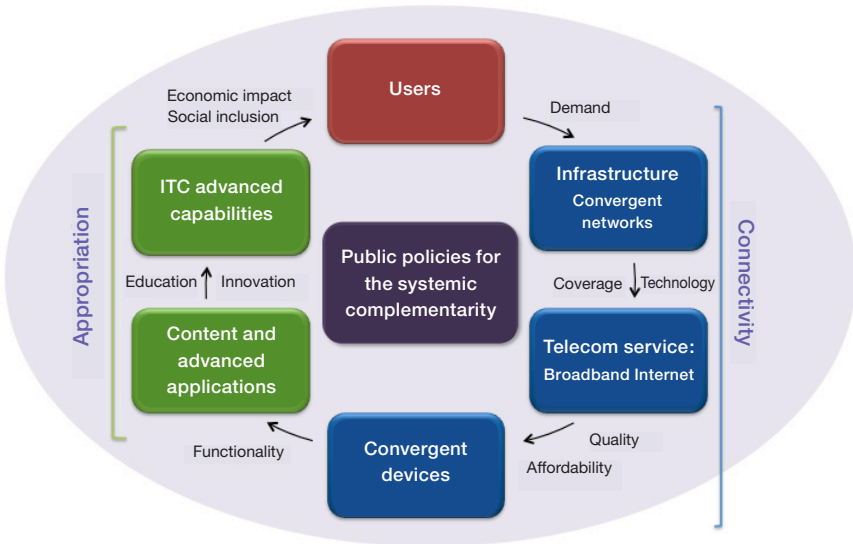 Users
Economic impact
Social inclusion
Demand
ITC advanced
capabilities
Infrastructure
Convergent
networks
Appropriation
Public policies for
the systemic
complementarity
Connectivity
Education
Innovation
Coverage
Technology
Content and
advanced
applications
Telecom service:
Broadband Internet
Functionality
Convergent
devices
Quality
Affordability